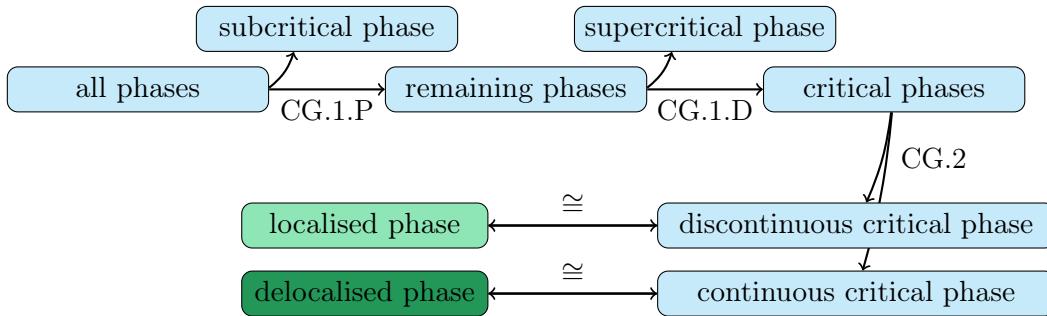 subcritical phase
supercritical phase
all phases
remaining phases
critical phases
CG.1.P
CG.1.D
CG.2
localised phase
≅
discontinuous critical phase
delocalised phase
≅
continuous critical phase